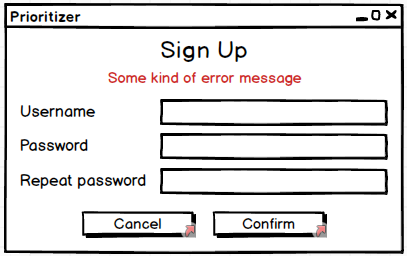 Prioritizer
Sign Up
Some kind of error message
Username
Password
Repeat password
Cancel Confirm